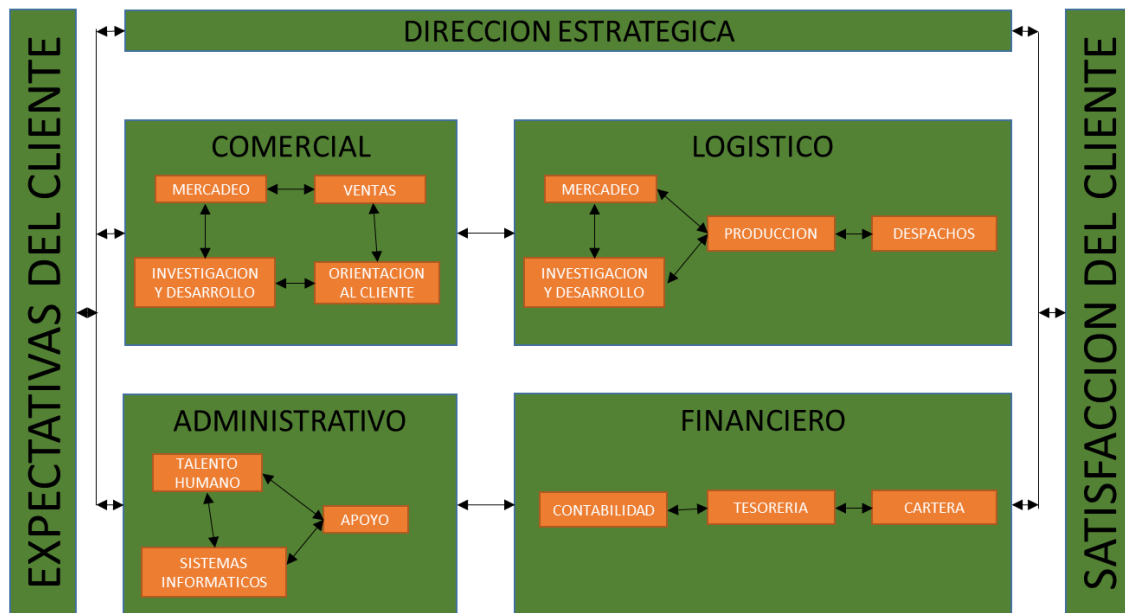 EXPECTATIVAS DEL CLIENTE
DIRECCION ESTRATEGICA
COMERCIAL
MERCADEO
VENTAS
INVESTIGACION
Y DESARROLLO
ORIENTACION
AL CLIENTE
LOGISTICO
MERCADEO
PRODUCCION
DESPACHOS
INVESTIGACION
Y DESARROLLO
ADMINISTRATIVO
TALENTO
HUMANO
APOYO
SISTEMAS
INFORMATICOS
FINANCIERO
CONTABILIDAD
TESORERIA
CARTERA
SATISFACCION DEL CLIENTE